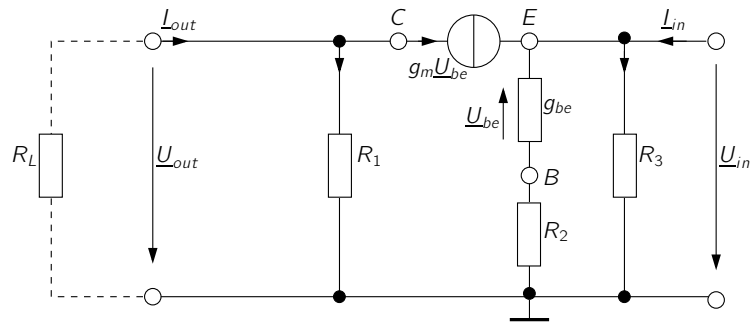 I_out
C
E
I_in
g_m U_be
g_be
U_be
R_L
U_out
R_1
R_3
U_in
B
R_2